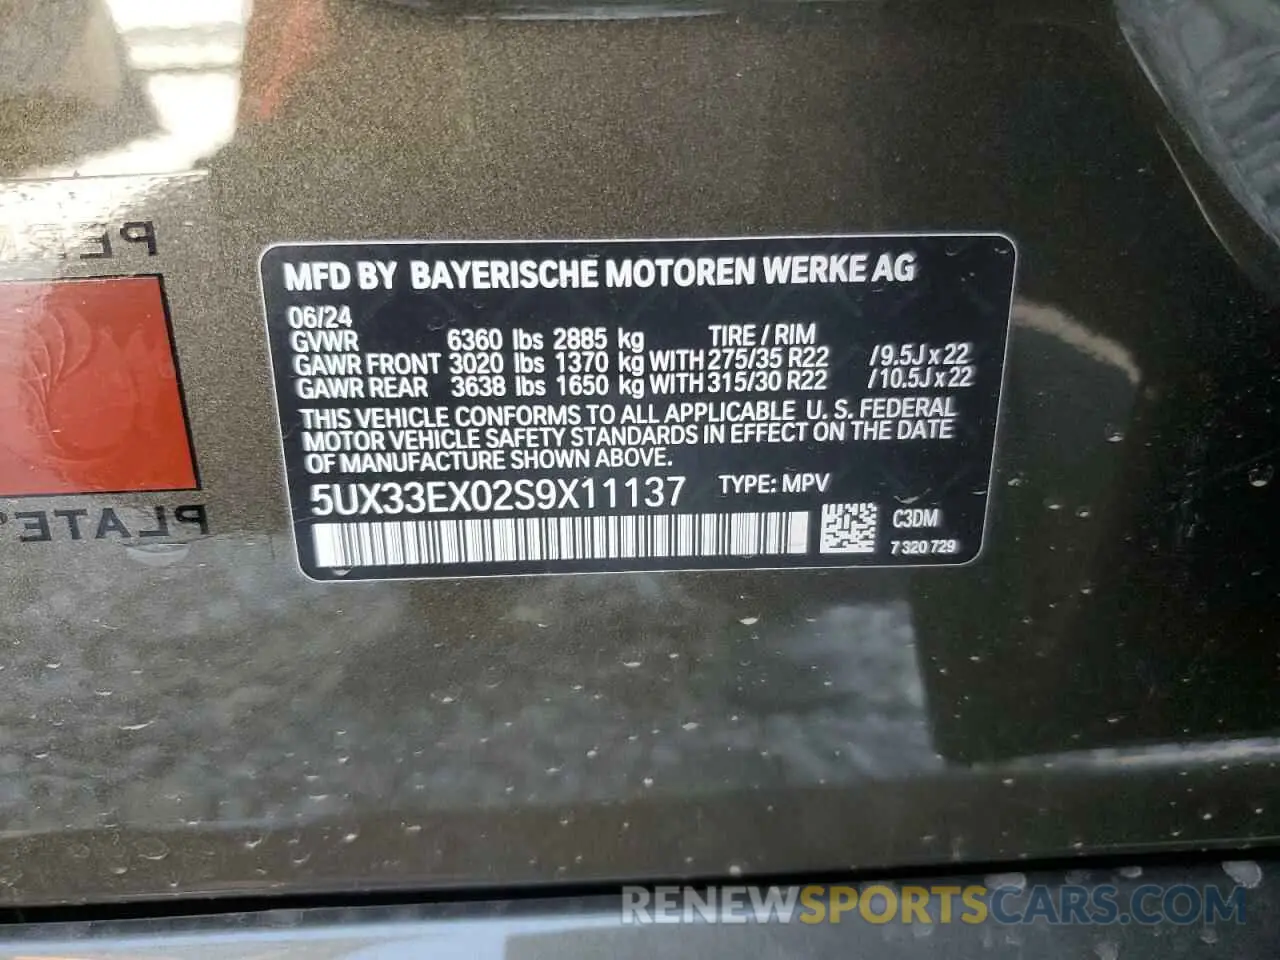 MFD BY BAYERISCHE MOTOREN WERKE AG
06/24
GVWR 6360 lbs 2885 kg TIRE / RIM
GAWR FRONT 3020 lbs 1370 kg WITH 275/35 R22 / 9.5J x 22
GAWR REAR 3638 lbs 1650 kg WITH 315/30 R22 / 10.5J x 22
THIS VEHICLE CONFORMS TO ALL APPLICABLE U. S. FEDERAL
MOTOR VEHICLE SAFETY STANDARDS IN EFFECT ON THE DATE
OF MANUFACTURE SHOWN ABOVE.
5UX33EX02S9X11137 TYPE: MPV
C3DM
7 320 729
PLATE
RENEWSPORTSCARS.COM